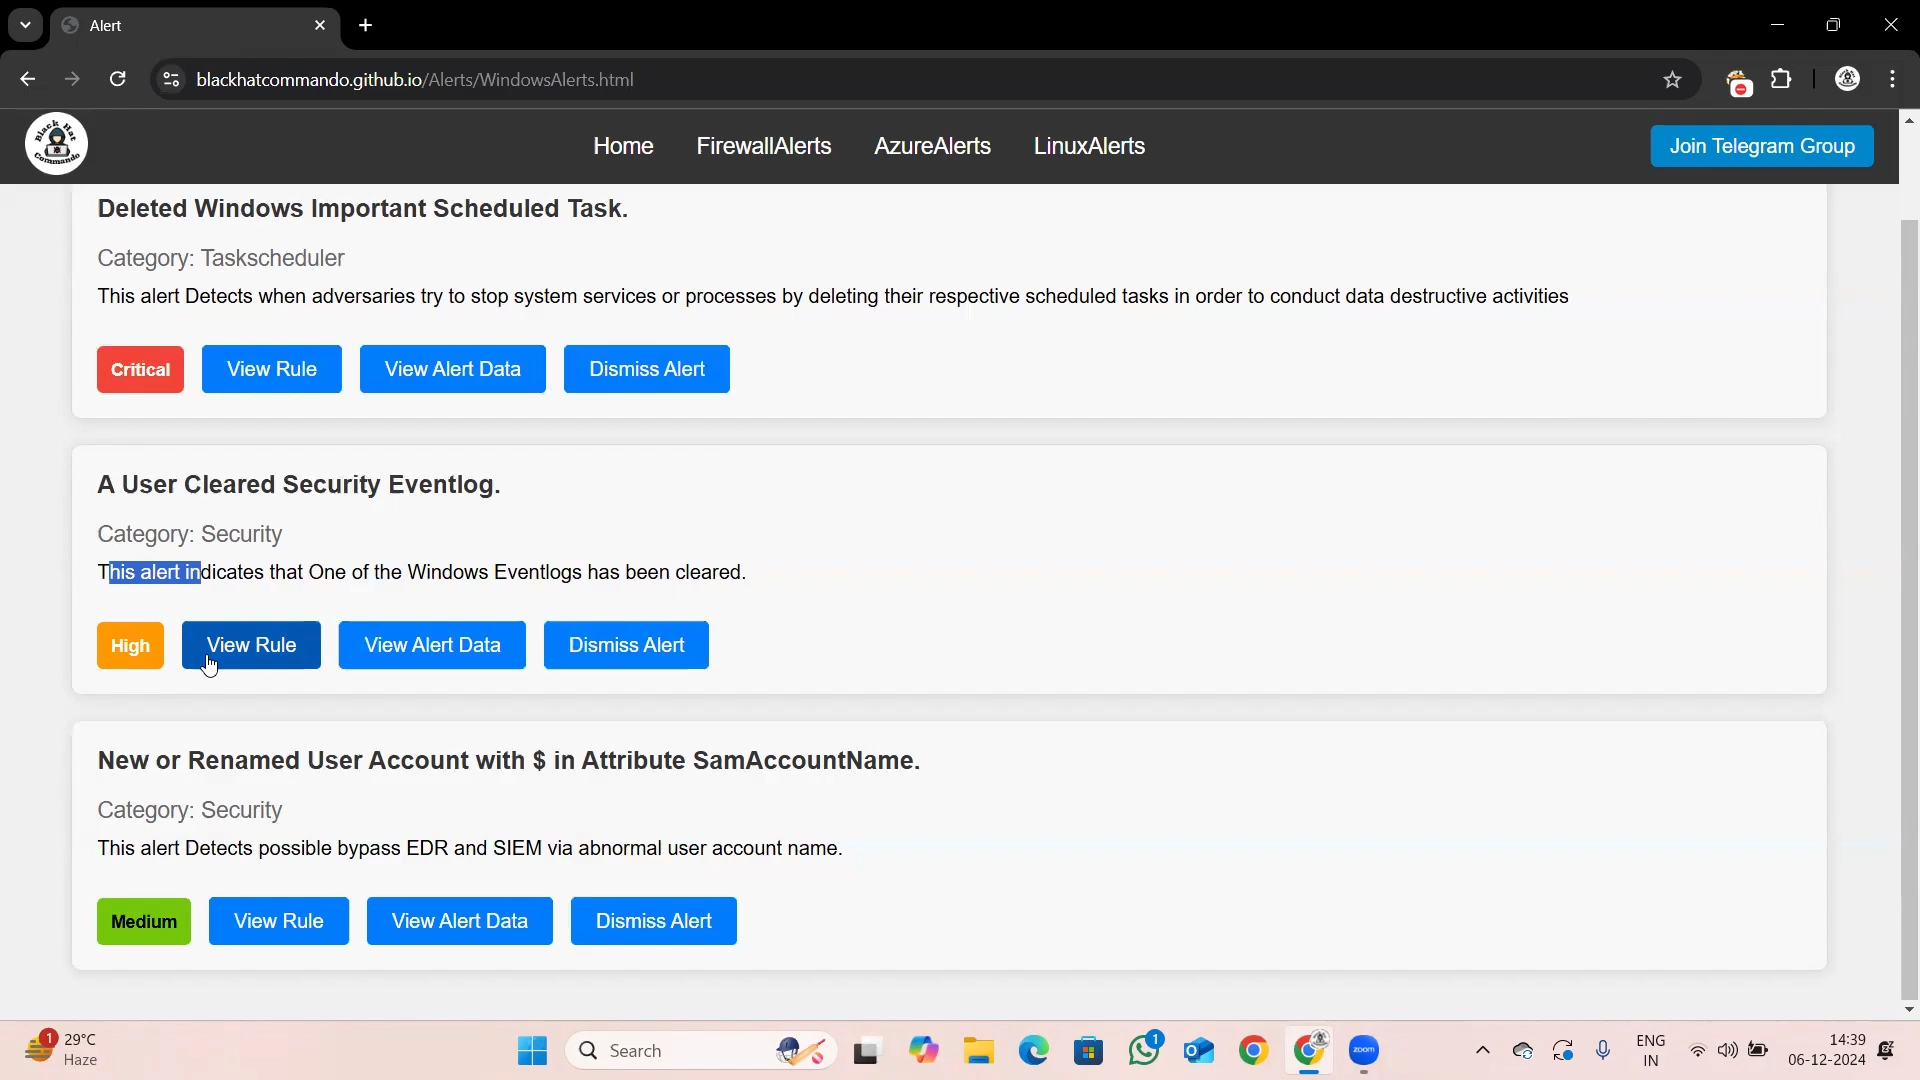 Alert
blackhatcommando.github.io/Alerts/WindowsAlerts.html
Black Hat Commando
Home FirewallAlerts AzureAlerts LinuxAlerts Join Telegram Group
Deleted Windows Important Scheduled Task.
Category: Taskscheduler
This alert Detects when adversaries try to stop system services or processes by deleting their respective scheduled tasks in order to conduct data destructive activities
Critical View Rule View Alert Data Dismiss Alert
A User Cleared Security Eventlog.
Category: Security
This alert indicates that One of the Windows Eventlogs has been cleared.
High View Rule View Alert Data Dismiss Alert
New or Renamed User Account with $ in Attribute SamAccountName.
Category: Security
This alert Detects possible bypass EDR and SIEM via abnormal user account name.
Medium View Rule View Alert Data Dismiss Alert
1 29°C
Haze
Search
1
zoom
ENG
IN
14:39
06-12-2024